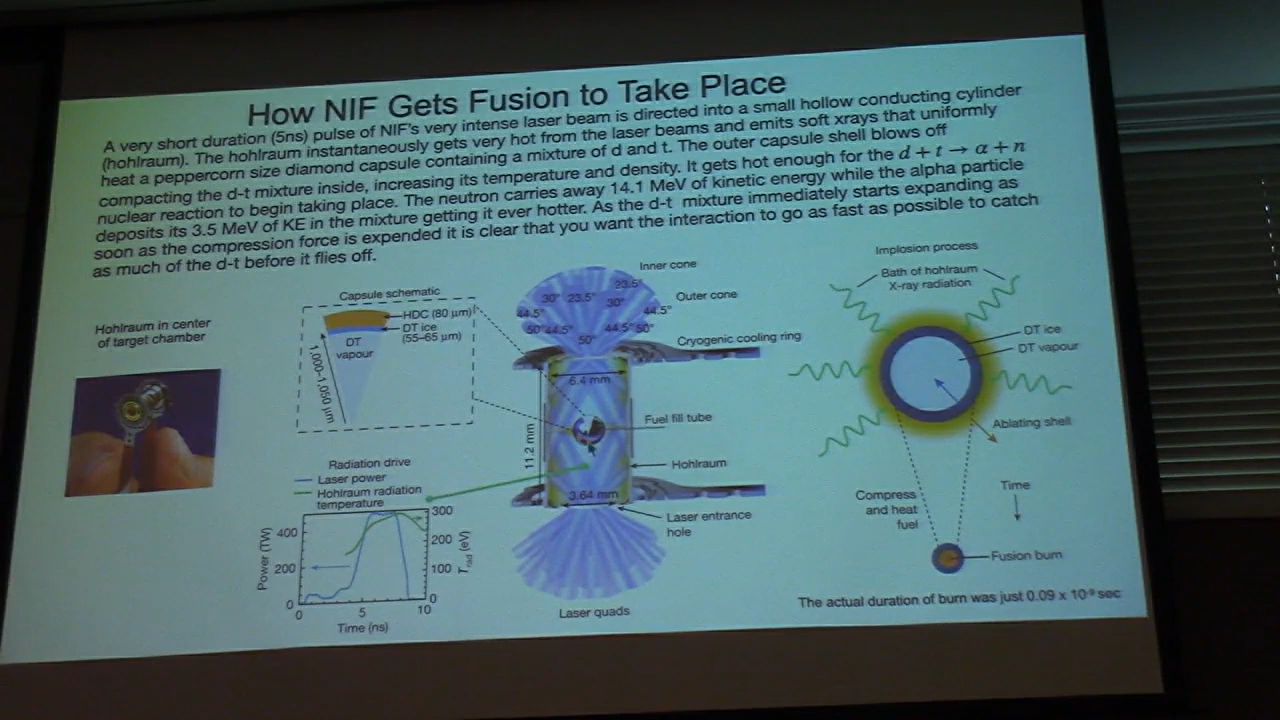 How NIF Gets Fusion to Take Place
A very short duration (5ns) pulse of NIF's very intense laser beam is directed into a small hollow conducting cylinder
(hohlraum). The hohlraum instantaneously gets very hot from the laser beams and emits soft xrays that uniformly
heat a peppercorn size diamond capsule containing a mixture of d and t. The outer capsule shell blows off
compacting the d-t mixture inside, increasing its temperature and density. It gets hot enough for the d + t → α + n
nuclear reaction to begin taking place. The neutron carries away 14.1 MeV of kinetic energy while the alpha particle
deposits its 3.5 MeV of KE in the mixture getting it ever hotter. As the d-t mixture immediately starts expanding as
soon as the compression force is expended it is clear that you want the interaction to go as fast as possible to catch
as much of the d-t before it flies off.
Hohlraum in center
of target chamber
Capsule schematic
HDC (80 μm)
DT ice
(55–65 μm)
DT
vapour
1,000–1,050 μm
Radiation drive
Laser power
Hohlraum radiation
temperature
Power (TW)
400
200
0
300
200
100
0
T rad (eV)
0
5
10
Time (ns)
Inner cone
23.5°
30° 23.5° 30°
Outer cone
44.5° 44.5°
50° 44.5° 44.5° 50°
50°
Cryogenic cooling ring
6.4 mm
11.2 mm
Fuel fill tube
Hohlraum
3.64 mm
Laser entrance
hole
Laser quads
Implosion process
Bath of hohlraum
X-ray radiation
DT ice
DT vapour
Ablating shell
Compress
and heat
fuel
Time
Fusion burn
The actual duration of burn was just 0.09 x 10⁻⁹ sec